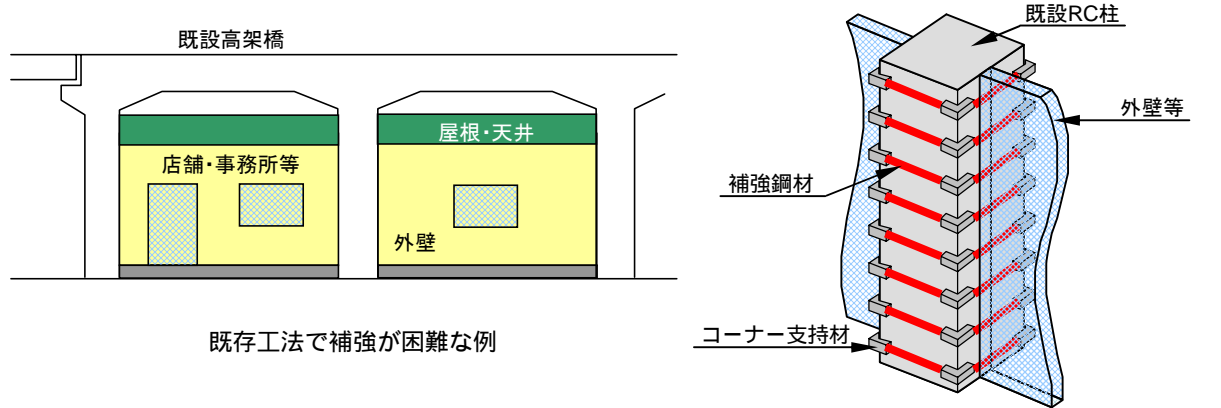 既設高架橋
屋根・天井
店舗・事務所等
外壁
既存工法で補強が困難な例
既設RC柱
外壁等
補強鋼材
コーナー支持材